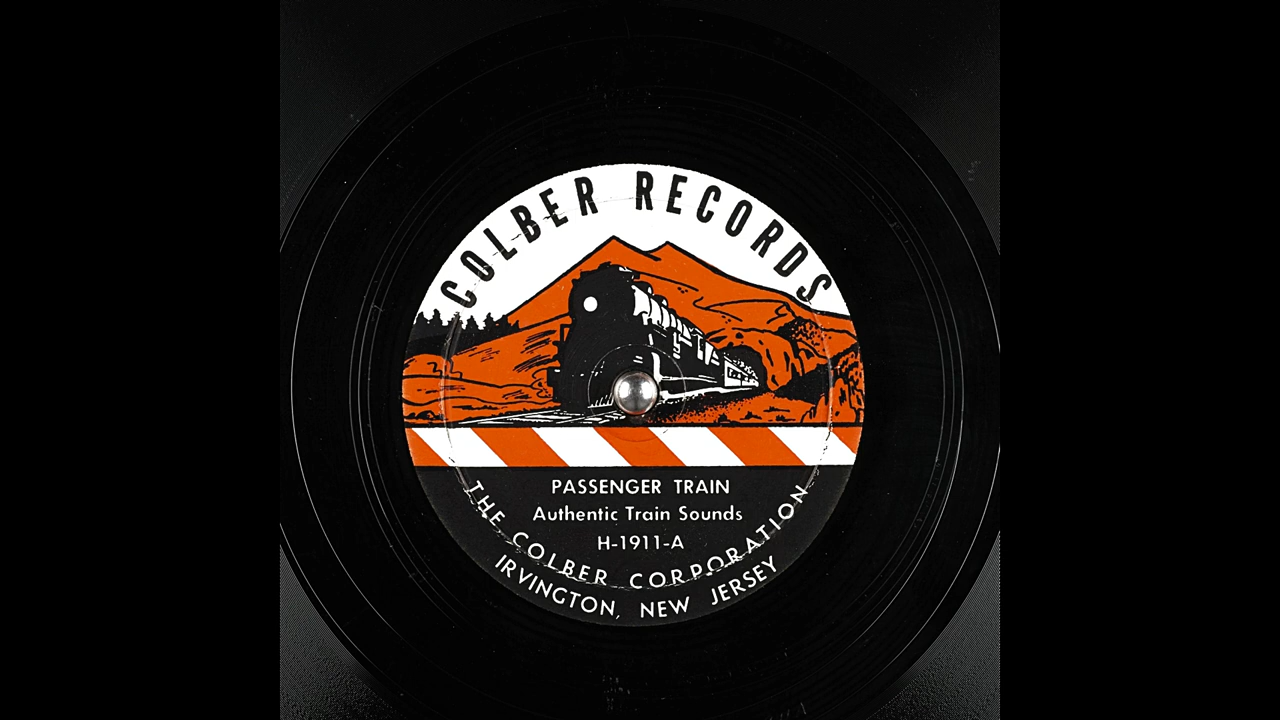 COLBER RECORDS
PASSENGER TRAIN
Authentic Train Sounds
H-1911-A
THE COLBER CORPORATION
IRVINGTON, NEW JERSEY